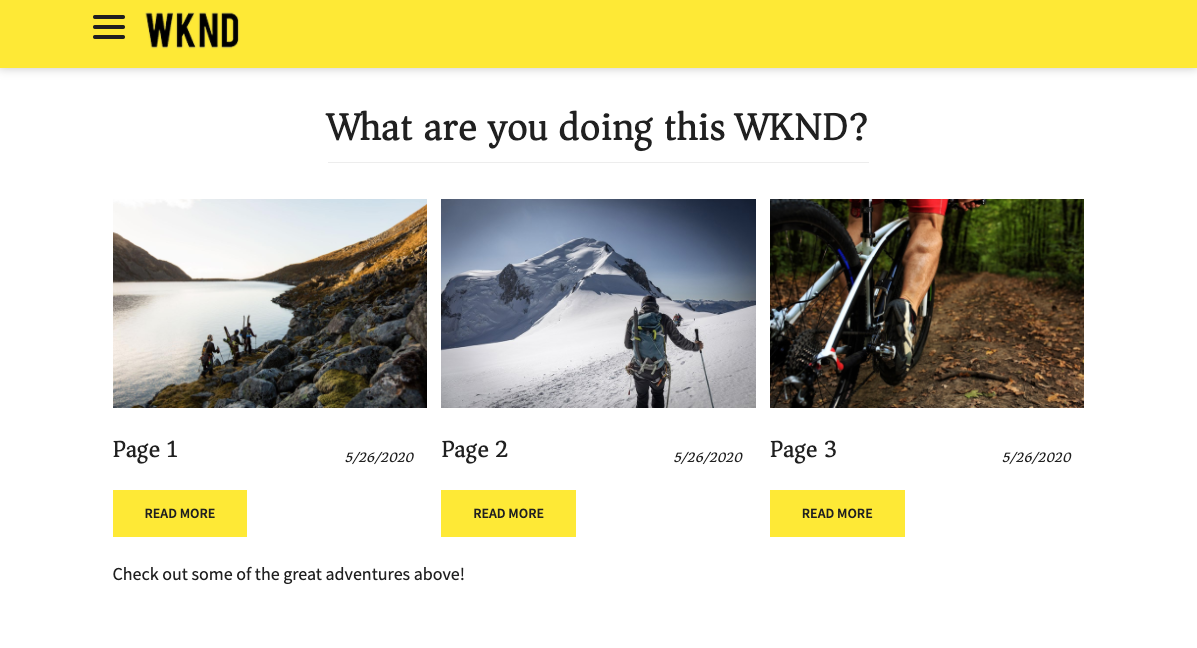 WKND
What are you doing this WKND?
Page 1
5/26/2020
READ MORE
Page 2
5/26/2020
READ MORE
Page 3
5/26/2020
READ MORE
Check out some of the great adventures above!